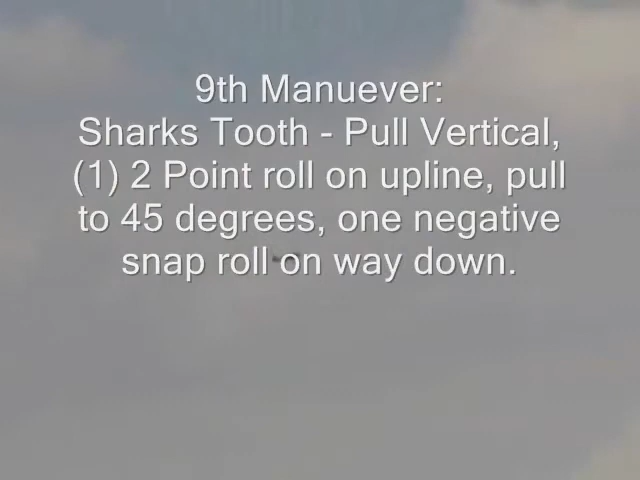 9th Manuever:
Sharks Tooth - Pull Vertical,
(1) 2 Point roll on upline, pull
to 45 degrees, one negative
snap roll on way down.